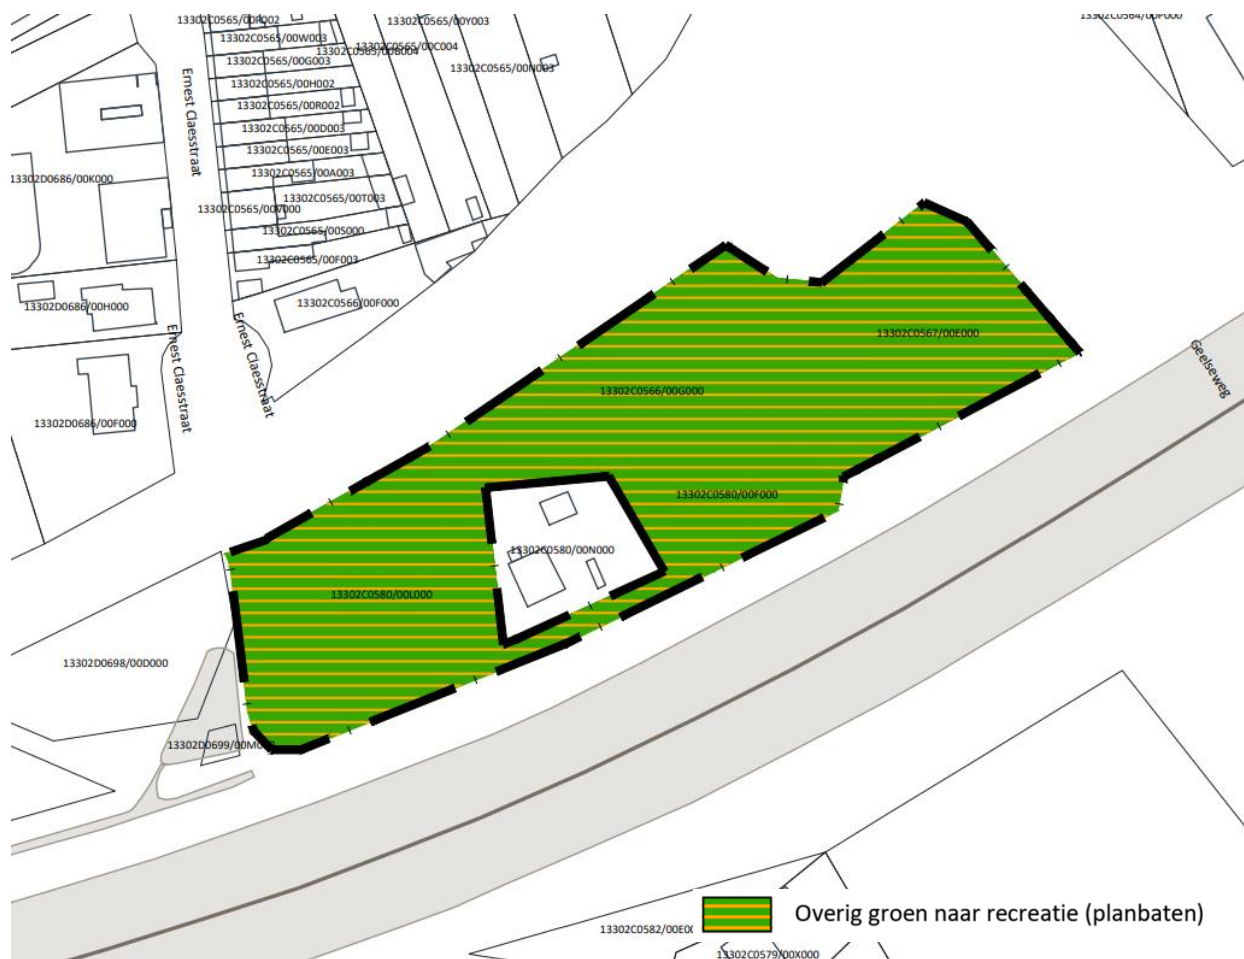 13302C0565/00Y003
13302C0565/00W003
13302C0565/00C004
13302C0565/00G003
13302C0565/00N003
13302C0565/00H002
13302C0565/00R002
13302C0565/00D003
13302C0565/00E003
13302C0565/00A003
13302D0686/00K000
13302C0565/00T003
13302C0565/00S000
13302C0565/00F003
Ernest Claesstraat
13302D0686/00H000
13302C0566/00F000
Ernest Claesstraat
Ernest Claesstraat
13302C0567/00E000
Geelseweg
13302C0566/00G000
13302D0686/00F000
13302C0580/00F000
13302C0580/00N000
13302C0580/00L000
13302D0698/00D000
Overig groen naar recreatie (planbaten)
13302C0579/00X000